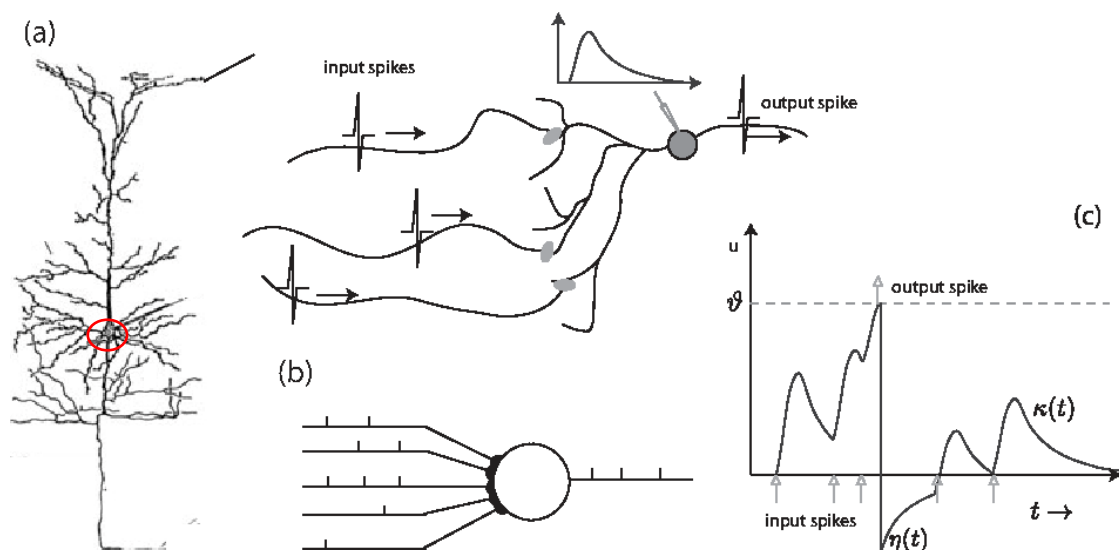 (a)
input spikes
output spike
(b)
(c)
u
ϑ
output spike
κ(t)
input spikes
η(t)
t →